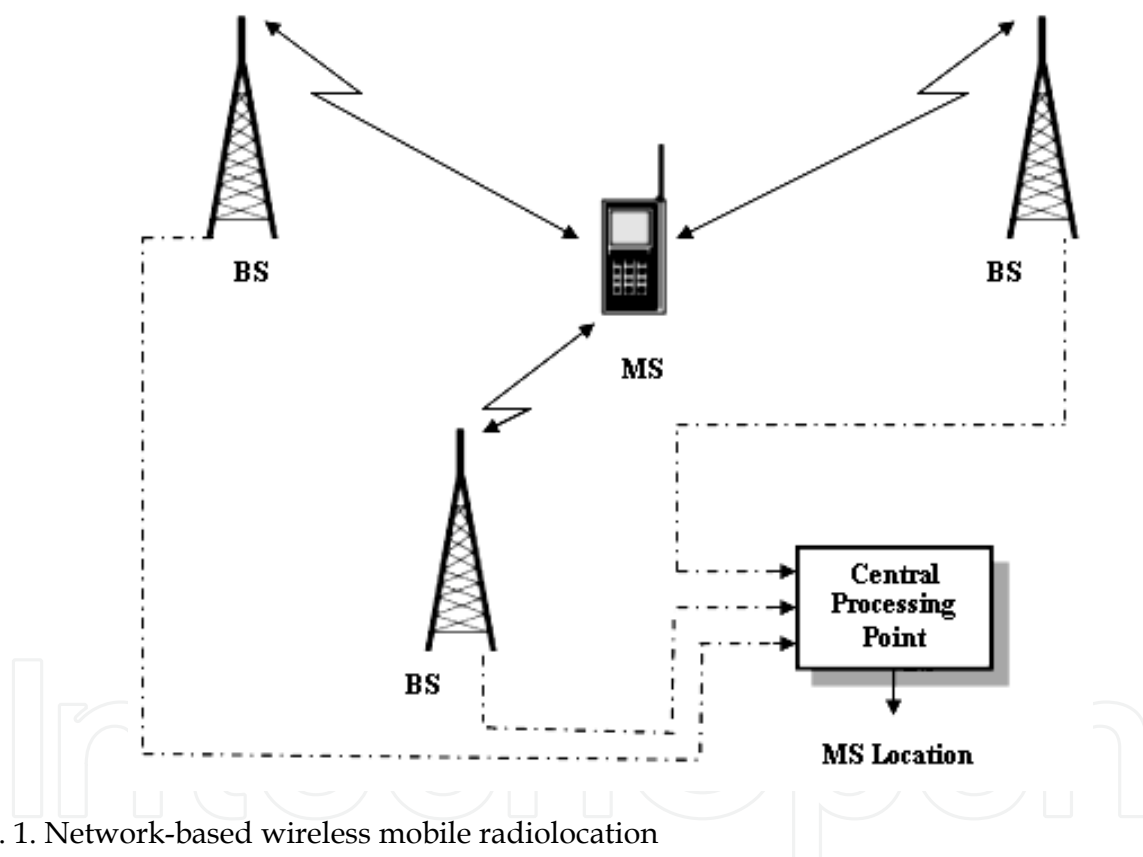 BS
BS
MS
Central
Processing
Point
BS
MS Location
. 1. Network-based wireless mobile radiolocation